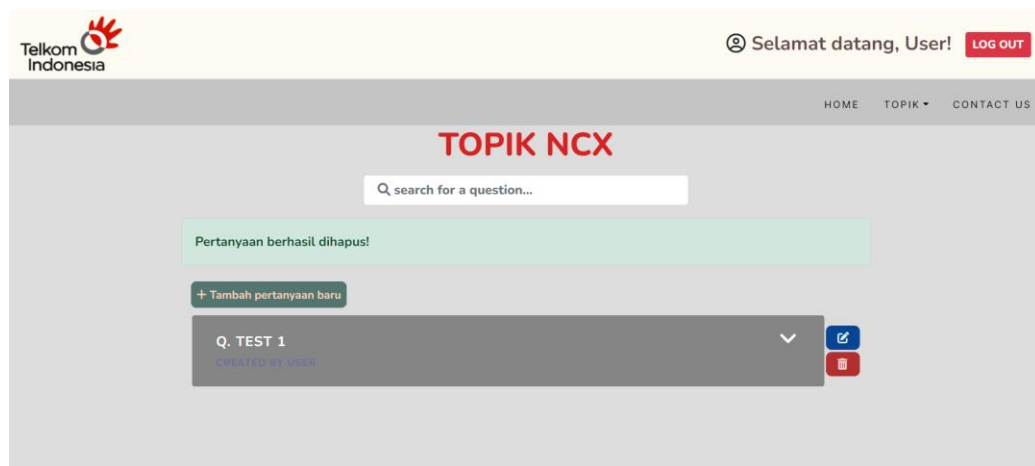 Telkom
Indonesia
Selamat datang, User!
LOG OUT
HOME TOPIK CONTACT US
TOPIK NCX
search for a question...
Pertanyaan berhasil dihapus!
+ Tambah pertanyaan baru
Q. TEST 1
CREATED BY USER